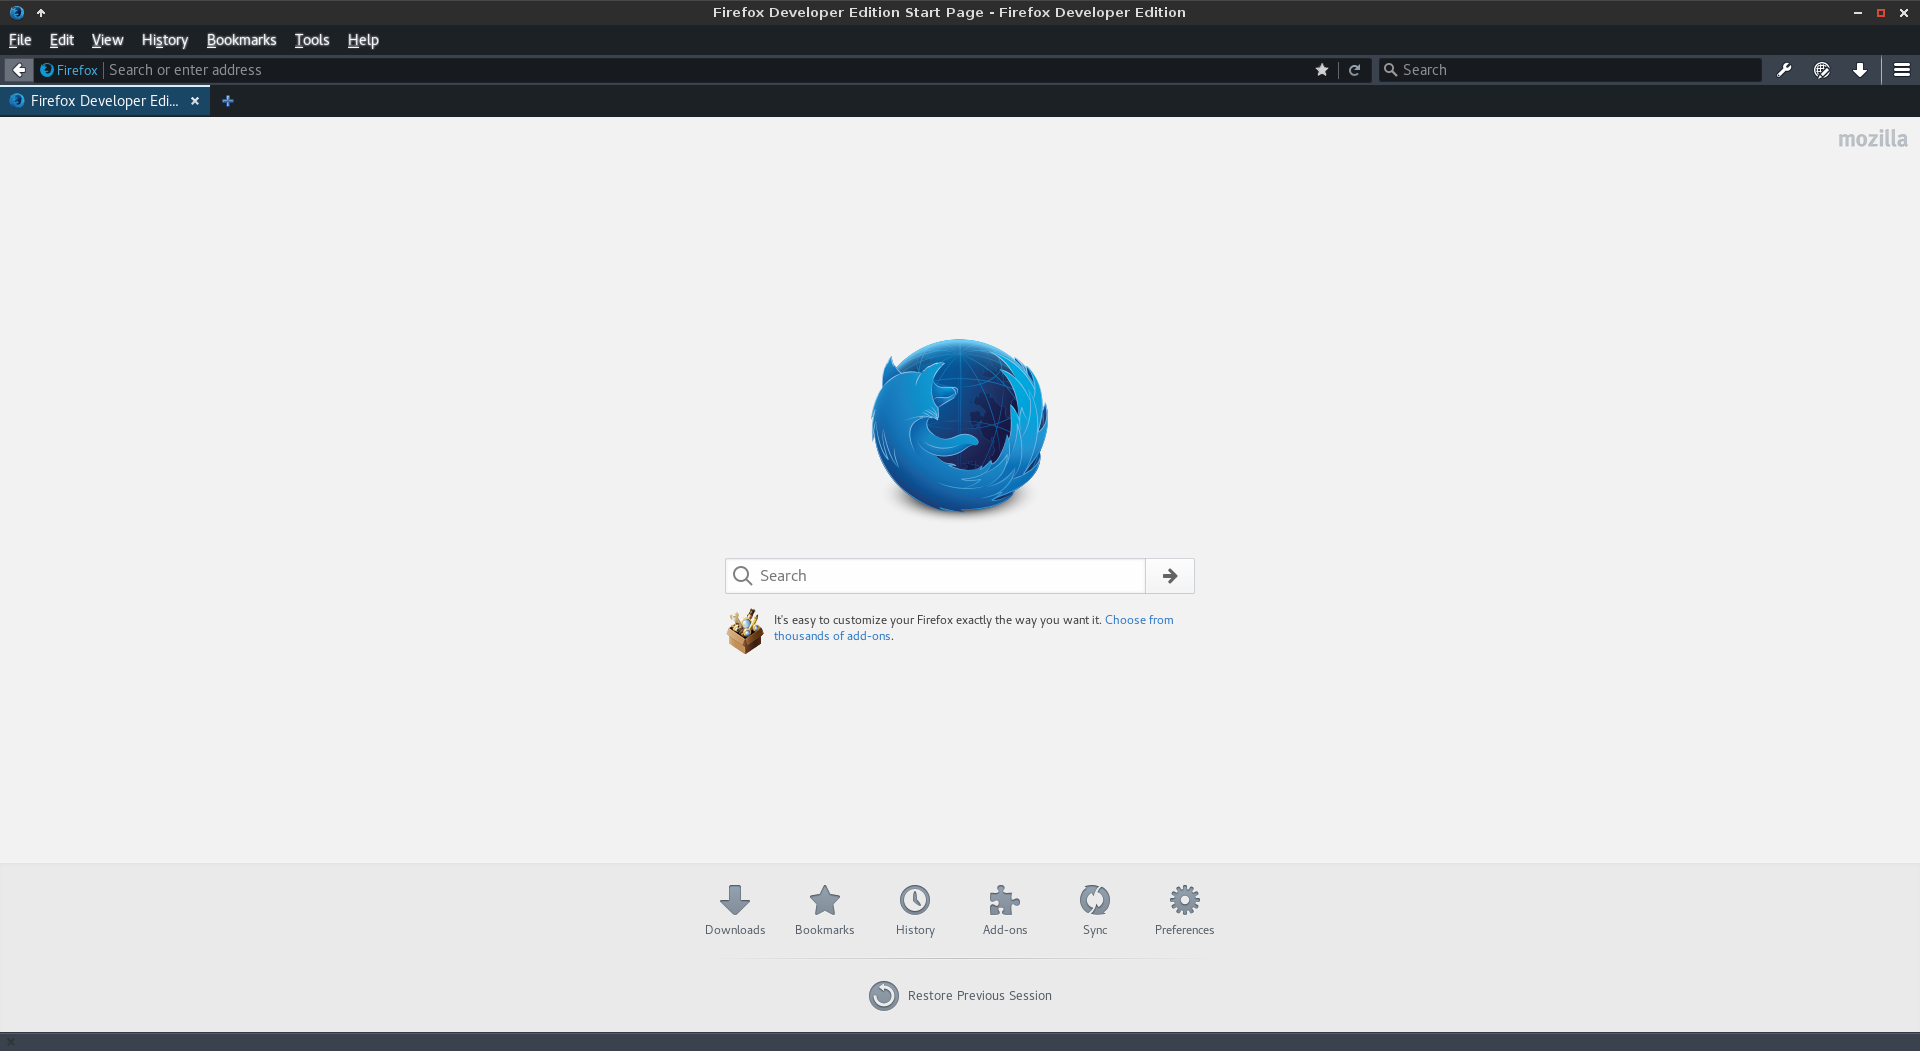 Firefox Developer Edition Start Page - Firefox Developer Edition
File Edit View History Bookmarks Tools Help
Firefox Search or enter address Search
Firefox Developer Edi...
mozilla
Search
It's easy to customize your Firefox exactly the way you want it. Choose from
thousands of add-ons.
Downloads Bookmarks History Add-ons Sync Preferences
Restore Previous Session